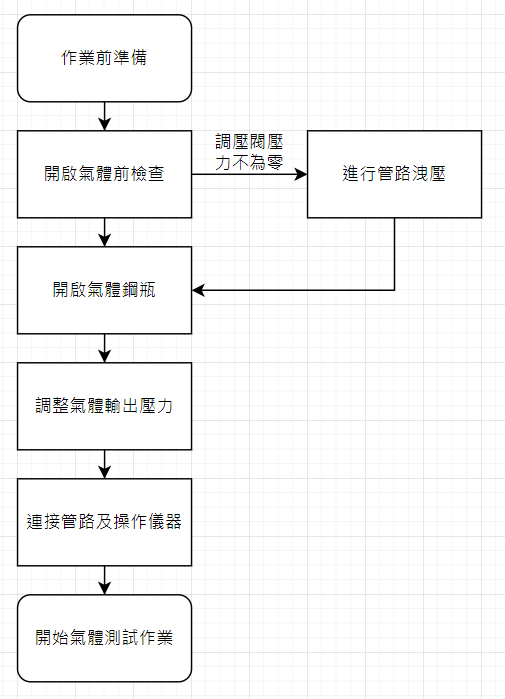 作業前準備
調壓閥壓
力不為零
開啟氣體前檢查
進行管路洩壓
開啟氣體鋼瓶
調整氣體輸出壓力
連接管路及操作儀器
開始氣體測試作業